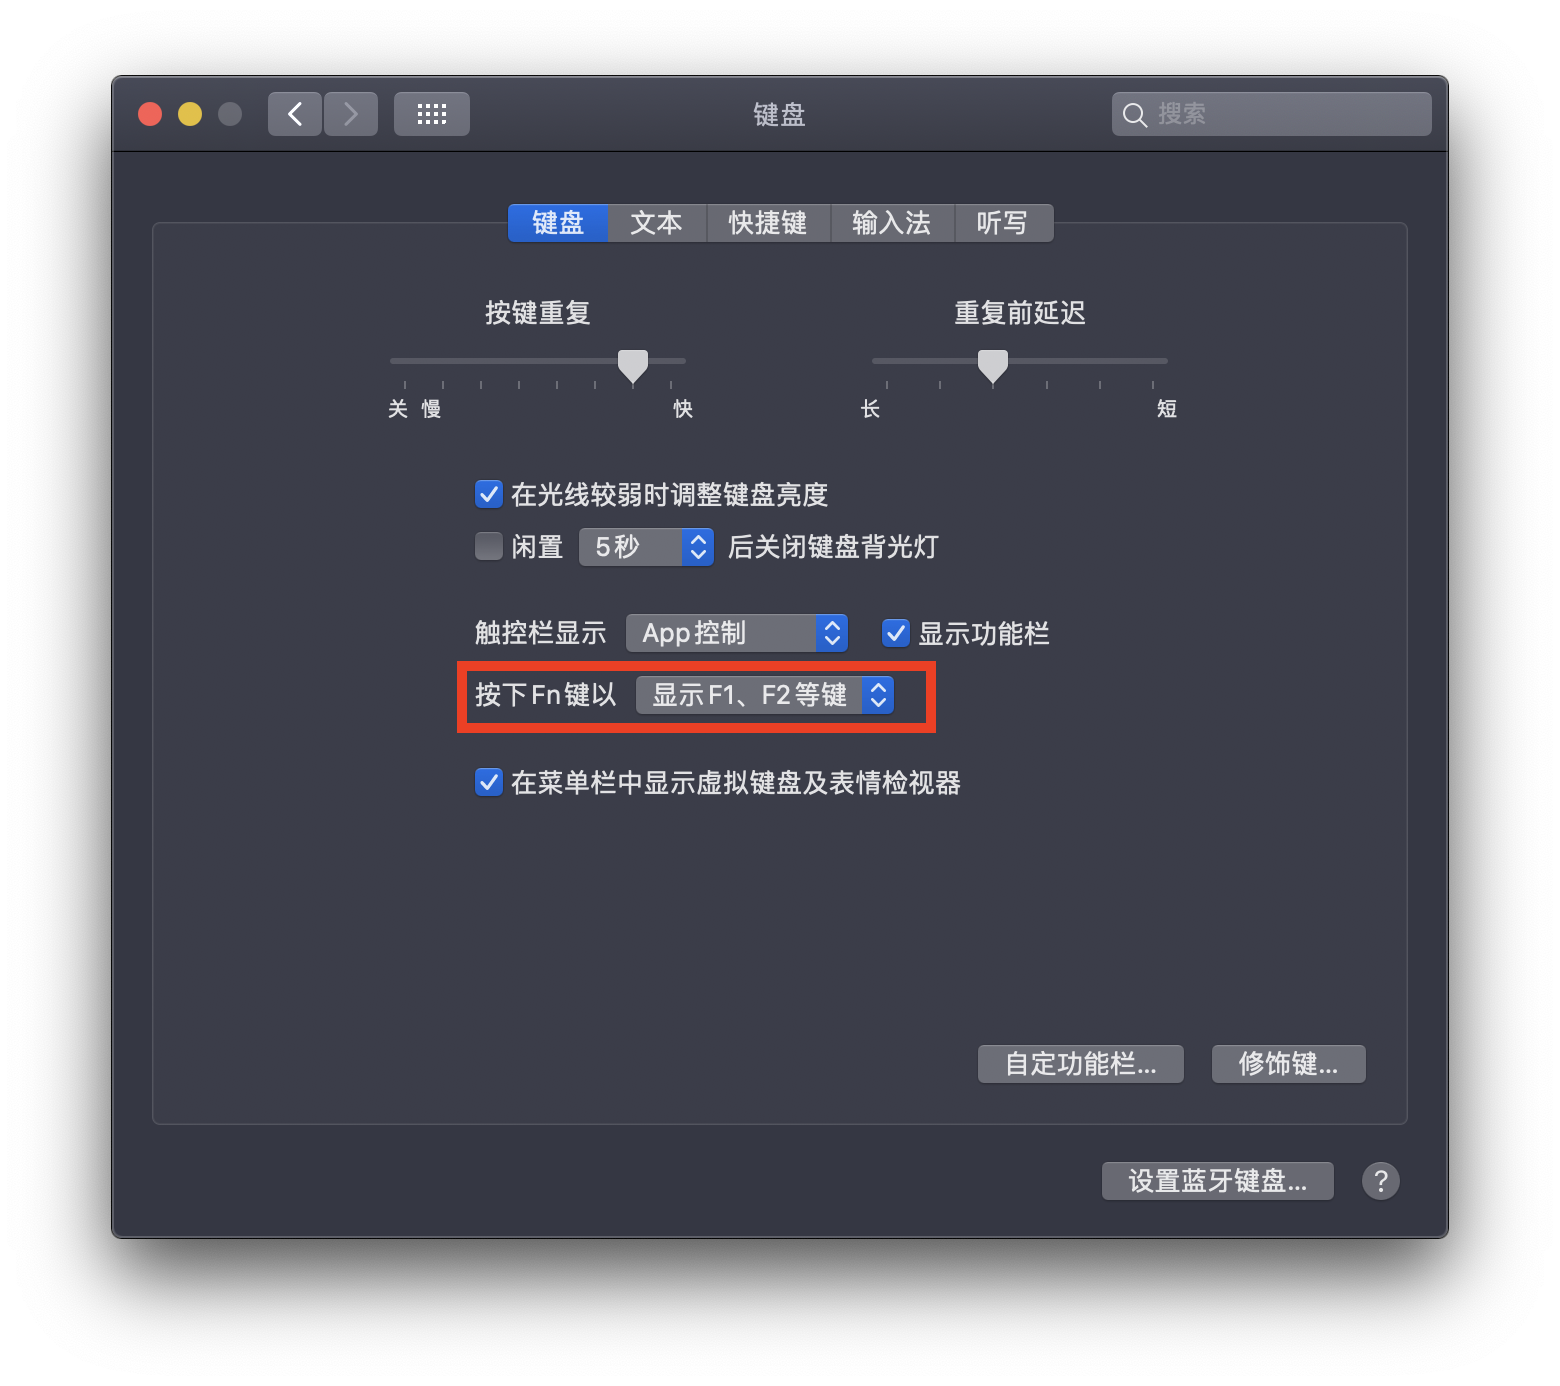 键盘
搜索
键盘 文本 快捷键 输入法 听写
按键重复 重复前延迟
关 慢 快 长 短
在光线较弱时调整键盘亮度
闲置 5秒 后关闭键盘背光灯
触控栏显示 App控制 显示功能栏
按下Fn键以 显示F1、F2等键
在菜单栏中显示虚拟键盘及表情检视器
自定功能栏... 修饰键...
设置蓝牙键盘... ?